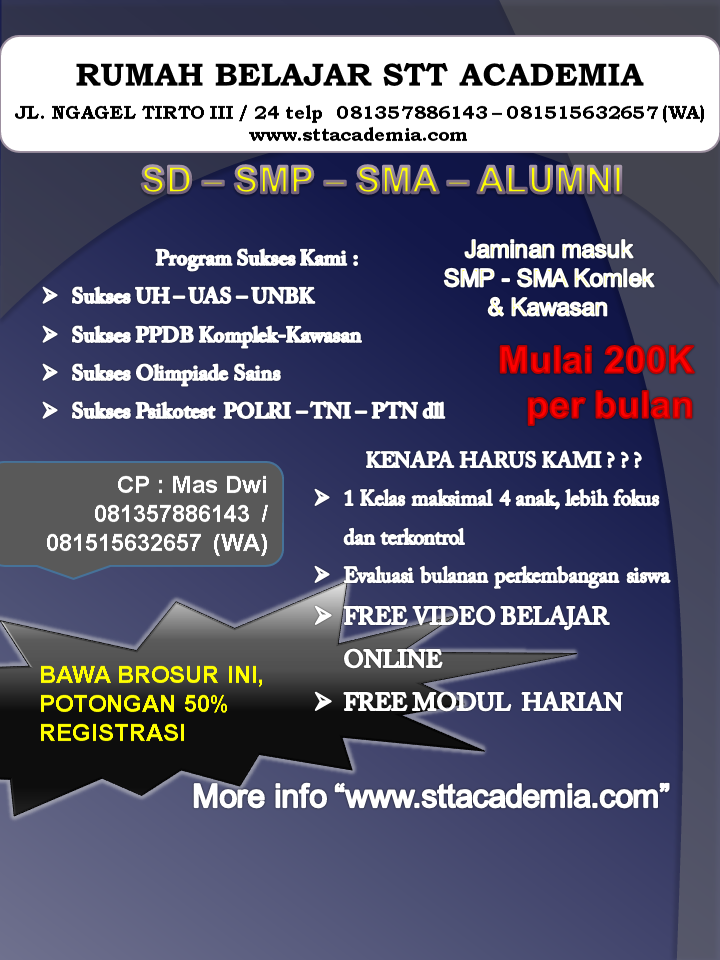 RUMAH BELAJAR STT ACADEMIA
JL. NGAGEL TIRTO III / 24 telp 081357886143 – 081515632657 (WA)
www.sttacademia.com
SD – SMP – SMA – ALUMNI
Program Sukses Kami :
Sukses UH – UAS – UNBK
Sukses PPDB Komplek-Kawasan
Sukses Olimpiade Sains
Sukses Psikotest POLRI – TNI – PTN dll
Jaminan masuk
SMP - SMA Komlek
& Kawasan
Mulai 200K
per bulan
KENAPA HARUS KAMI ? ? ?
1 Kelas maksimal 4 anak, lebih fokus
dan terkontrol
Evaluasi bulanan perkembangan siswa
FREE VIDEO BELAJAR
ONLINE
FREE MODUL HARIAN
CP : Mas Dwi
081357886143 /
081515632657 (WA)
BAWA BROSUR INI,
POTONGAN 50%
REGISTRASI
More info “www.sttacademia.com”